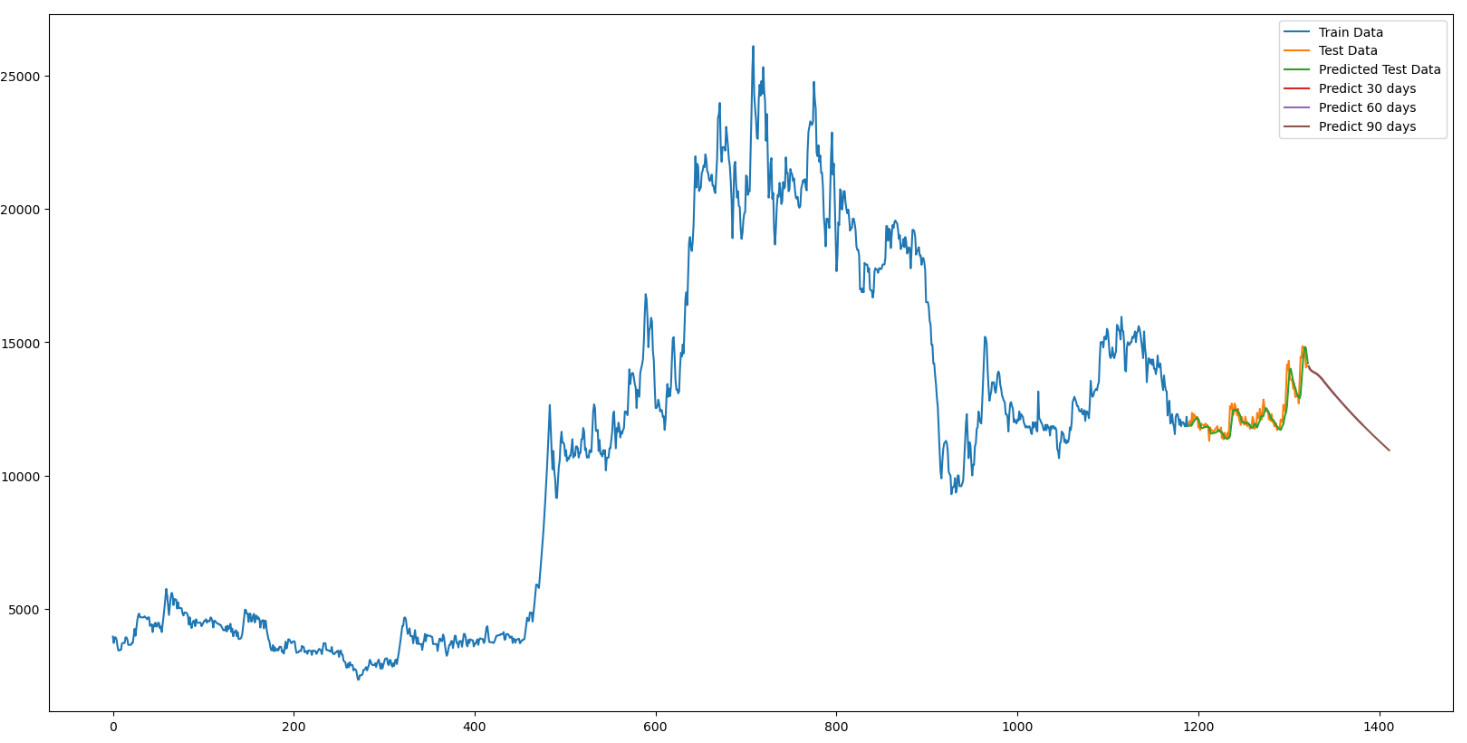 Train Data
Test Data
Predicted Test Data
Predict 30 days
Predict 60 days
Predict 90 days
25000
20000
15000
10000
5000
0 200 400 600 800 1000 1200 1400